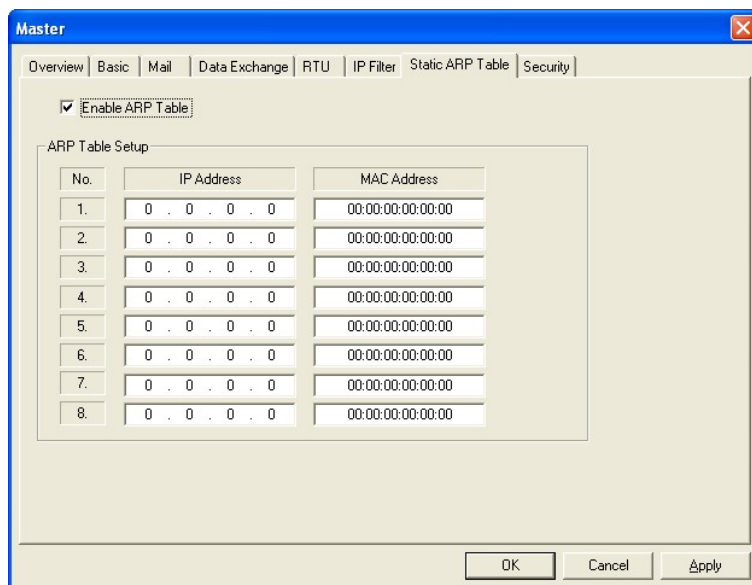 Master
Overview Basic Mail Data Exchange RTU IP Filter Static ARP Table Security
Enable ARP Table
ARP Table Setup
No. IP Address MAC Address
1. 0 . 0 . 0 . 0 00:00:00:00:00:00
2. 0 . 0 . 0 . 0 00:00:00:00:00:00
3. 0 . 0 . 0 . 0 00:00:00:00:00:00
4. 0 . 0 . 0 . 0 00:00:00:00:00:00
5. 0 . 0 . 0 . 0 00:00:00:00:00:00
6. 0 . 0 . 0 . 0 00:00:00:00:00:00
7. 0 . 0 . 0 . 0 00:00:00:00:00:00
8. 0 . 0 . 0 . 0 00:00:00:00:00:00
OK Cancel Apply